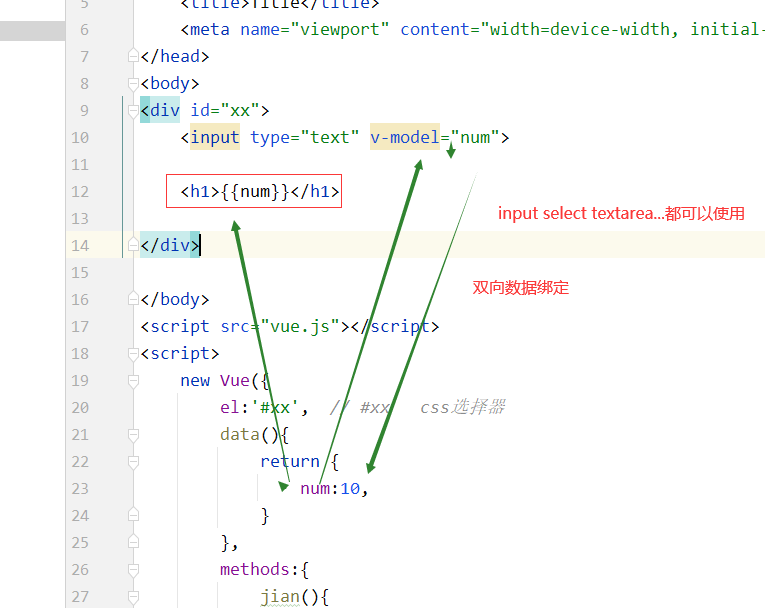 5 <title>Title</title>
6 <meta name="viewport" content="width=device-width, initial-
7 </head>
8 <body>
9 <div id="xx">
10 <input type="text" v-model="num">
11
12 <h1>{{num}}</h1>
input select textarea...都可以使用
13
14 </div>
15
双向数据绑定
16 </body>
17 <script src="vue.js"></script>
18 <script>
19 new Vue({
20 el:'#xx', // #xx css选择器
21 data(){
22 return {
23 num:10,
24 }
25 },
26 methods:{
27 jian(){